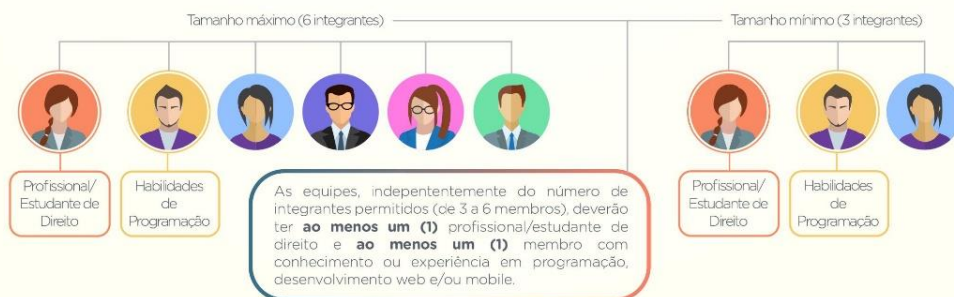 Tamanho máximo (6 integrantes)
Tamanho mínimo (3 integrantes)
Profissional/
Estudante de
Direito
Habilidades
de
Programação
As equipes, indepententemente do número de
integrantes permitidos (de 3 a 6 membros), deverão
ter ao menos um (1) profissional/estudante de
direito e ao menos um (1) membro com
conhecimento ou experiência em programação,
desenvolvimento web e/ou mobile.
Profissional/
Estudante de
Direito
Habilidades
de
Programação